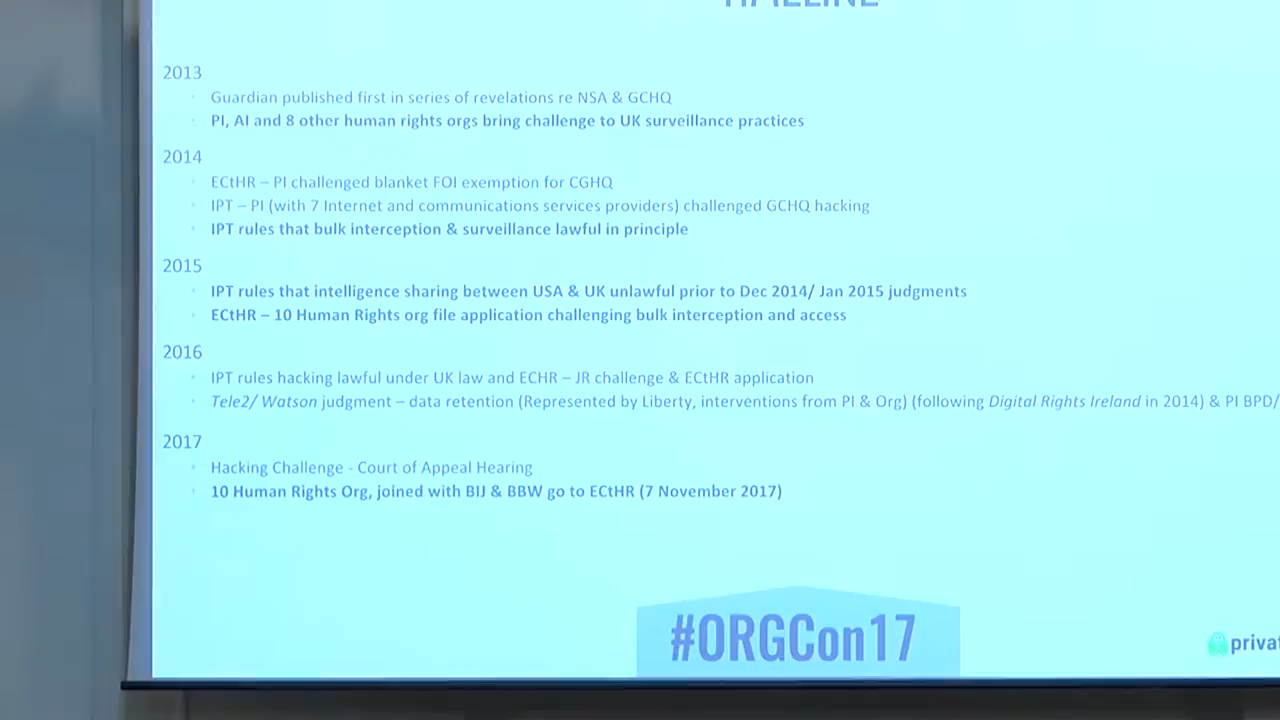 2013
Guardian published first in series of revelations re NSA & GCHQ
PI, AI and 8 other human rights orgs bring challenge to UK surveillance practices
2014
ECtHR – PI challenged blanket FOI exemption for CGHQ
IPT – PI (with 7 Internet and communications services providers) challenged GCHQ hacking
IPT rules that bulk interception & surveillance lawful in principle
2015
IPT rules that intelligence sharing between USA & UK unlawful prior to Dec 2014/ Jan 2015 judgments
ECtHR – 10 Human Rights org file application challenging bulk interception and access
2016
IPT rules hacking lawful under UK law and ECHR – JR challenge & ECtHR application
Tele2/ Watson judgment – data retention (Represented by Liberty, interventions from PI & Org) (following Digital Rights Ireland in 2014) & PI BPD/
2017
Hacking Challenge - Court of Appeal Hearing
10 Human Rights Org, joined with BIJ & BBW go to ECtHR (7 November 2017)
#ORGCon17